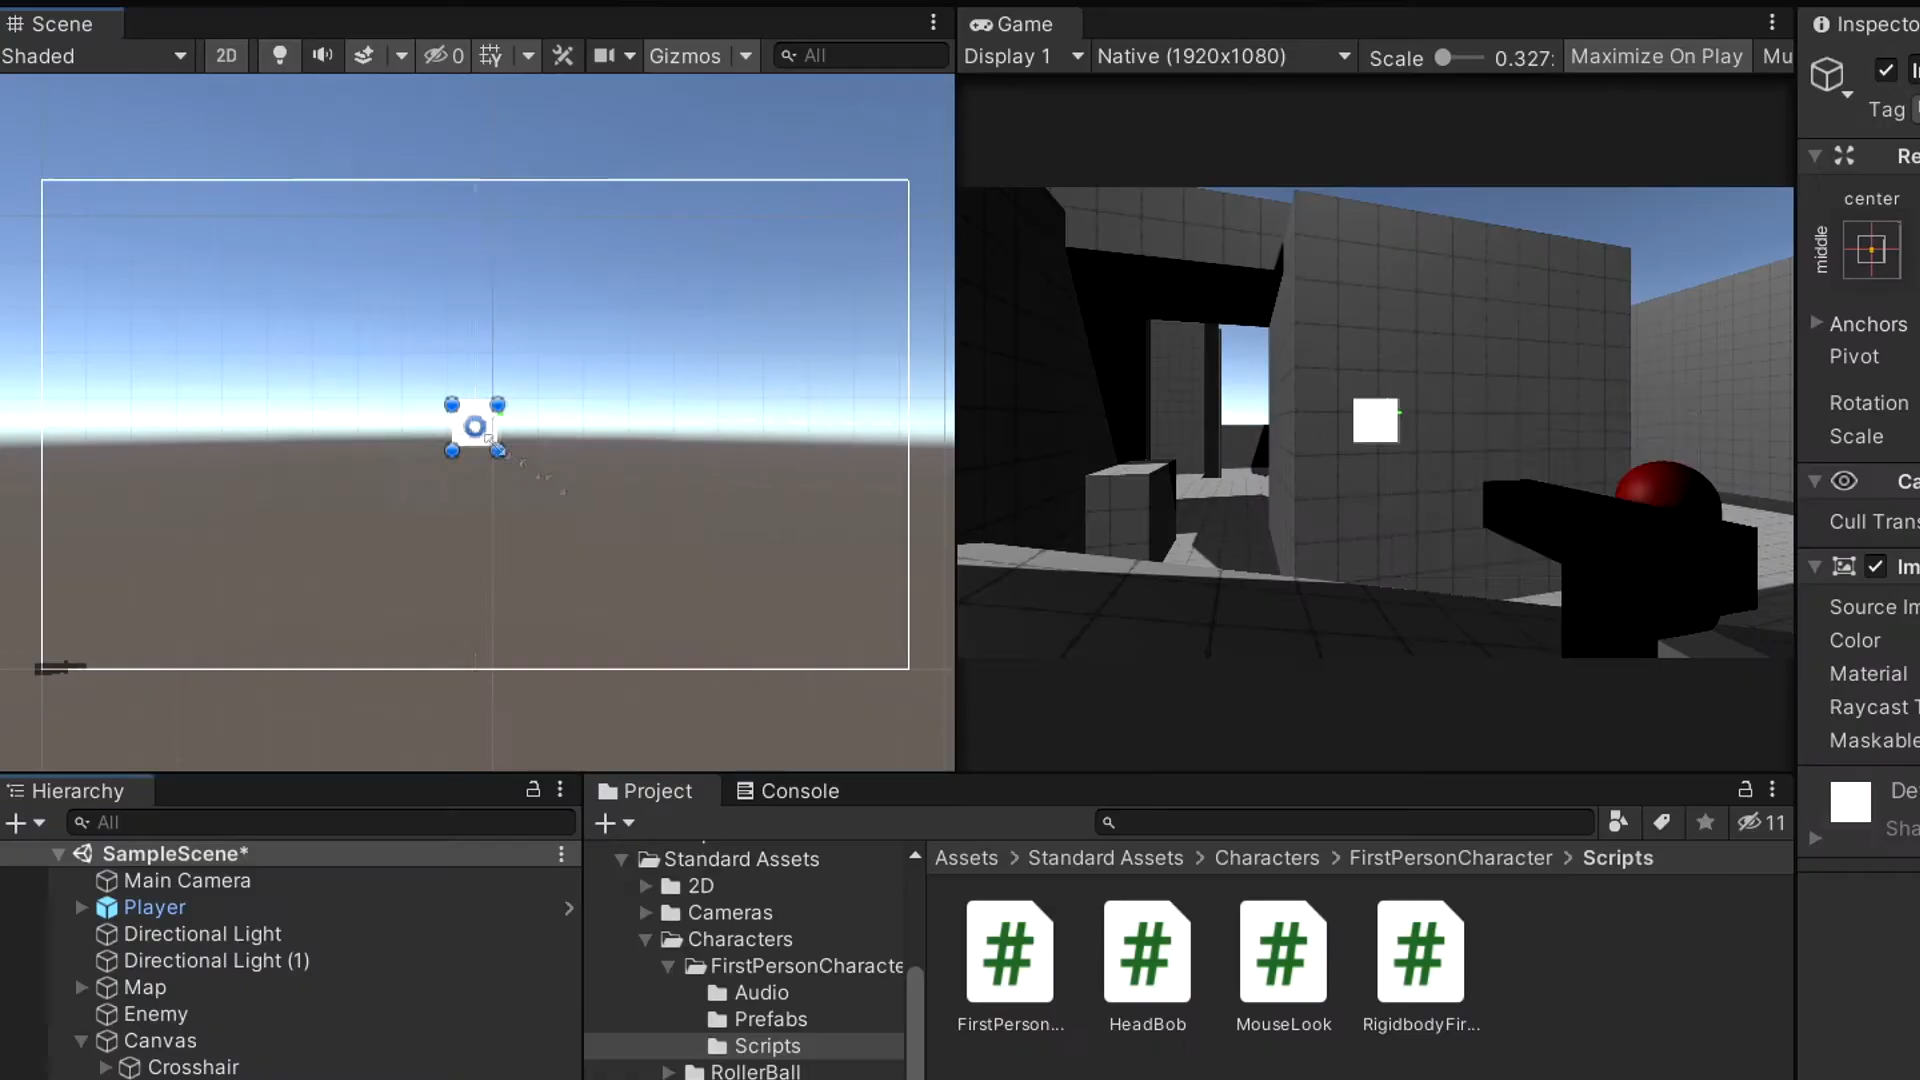 Scene
Game
Inspecto
Shaded
2D
0
Gizmos
All
Display 1
Native (1920x1080)
Scale
0.327:
Maximize On Play
Mu
Tag
Re
center
middle
Anchors
Pivot
Rotation
Scale
Ca
Cull Trans
Im
Source Im
Color
Material
Raycast T
Maskable
De
Sha
Hierarchy
All
SampleScene*
Main Camera
Player
Directional Light
Directional Light (1)
Map
Enemy
Canvas
Crosshair
Project
Console
11
Standard Assets
2D
Cameras
Characters
FirstPersonCharacte
Audio
Prefabs
Scripts
RollerBall
Assets > Standard Assets > Characters > FirstPersonCharacter > Scripts
FirstPerson...
HeadBob
MouseLook
RigidbodyFir...